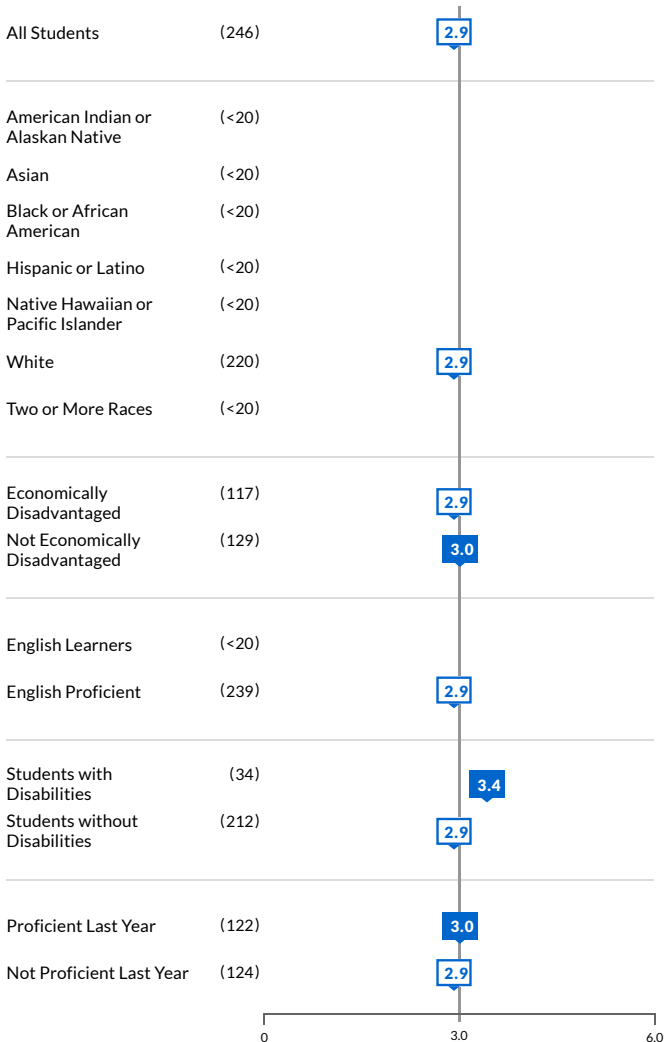 All Students (246) 2.9
American Indian or (<20)
Alaskan Native
Asian (<20)
Black or African (<20)
American
Hispanic or Latino (<20)
Native Hawaiian or (<20)
Pacific Islander
White (220) 2.9
Two or More Races (<20)
Economically (117) 2.9
Disadvantaged
Not Economically (129) 3.0
Disadvantaged
English Learners (<20)
English Proficient (239) 2.9
Students with (34) 3.4
Disabilities
Students without (212) 2.9
Disabilities
Proficient Last Year (122) 3.0
Not Proficient Last Year (124) 2.9
0 3.0 6.0